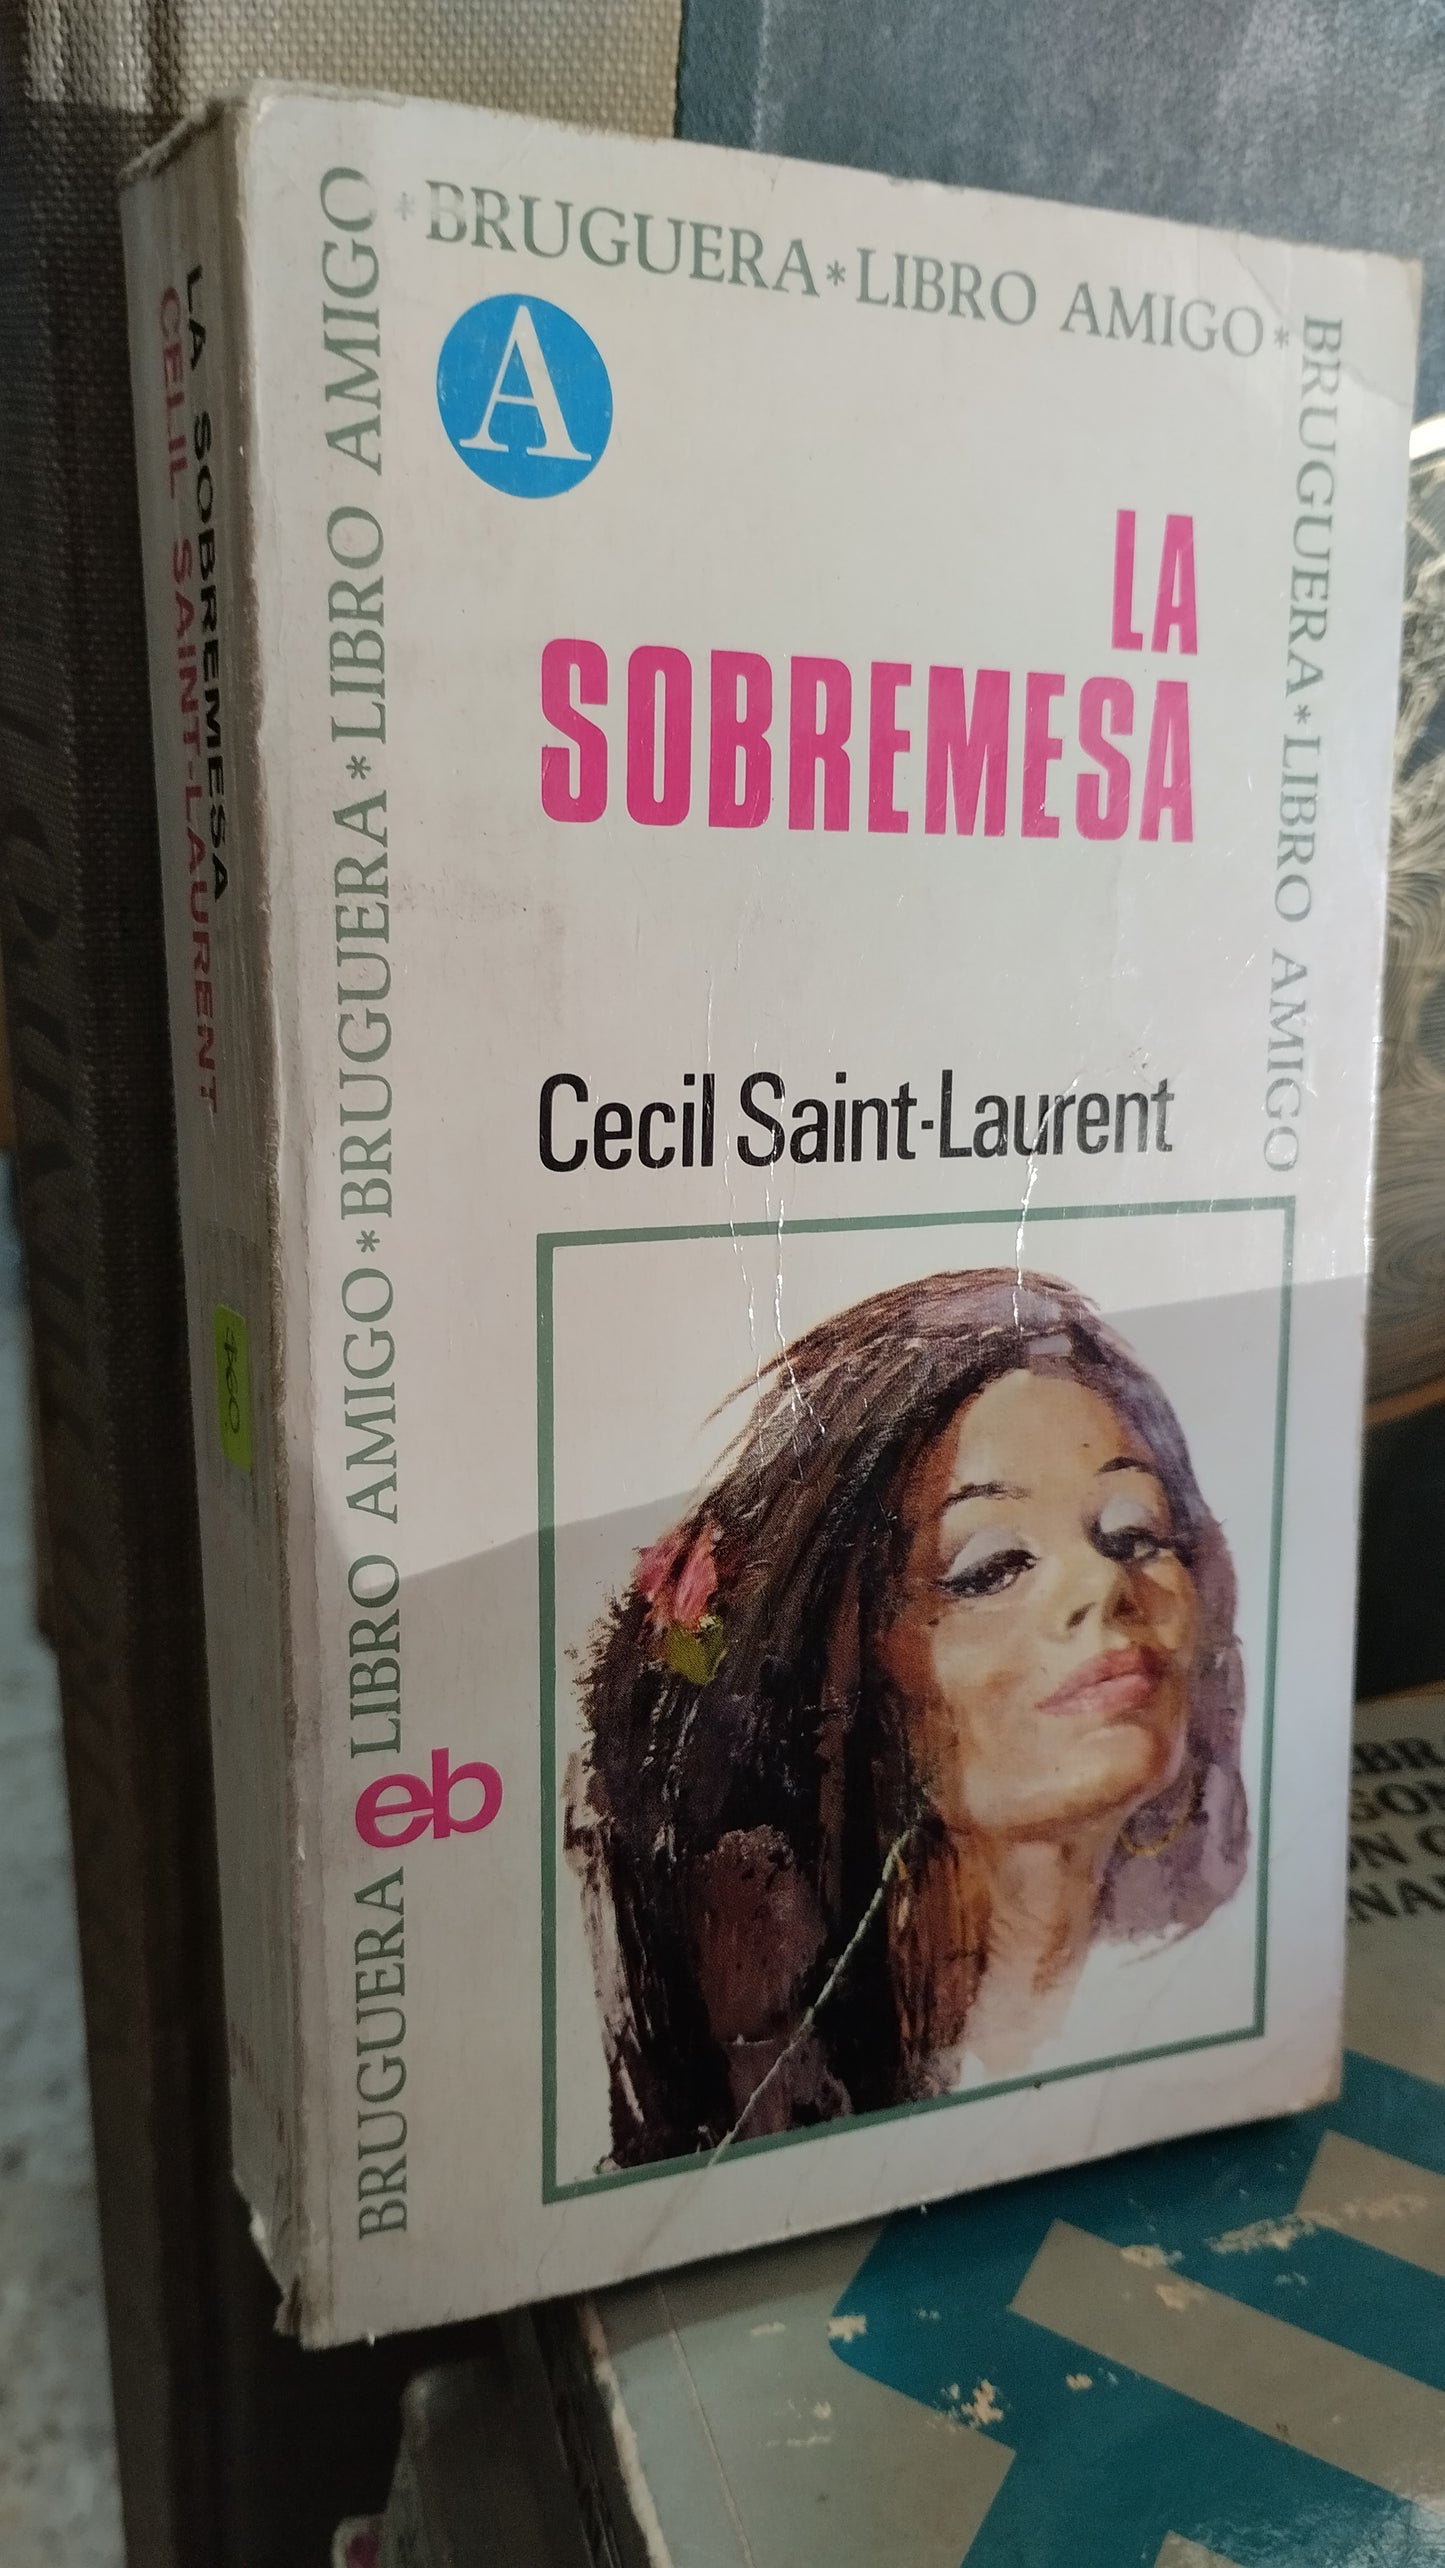 * BRUGUERA * LIBRO AMIGO *
BRUGUERA * LIBRO AMIGO
BRUGUERA LIBRO AMIGO * BRUGUERA * LIBRO AMIGO
A
LA
SOBREMESA
Cecil Saint-Laurent
eb
LA SOBREMESA
CECIL SAINT-LAURENT